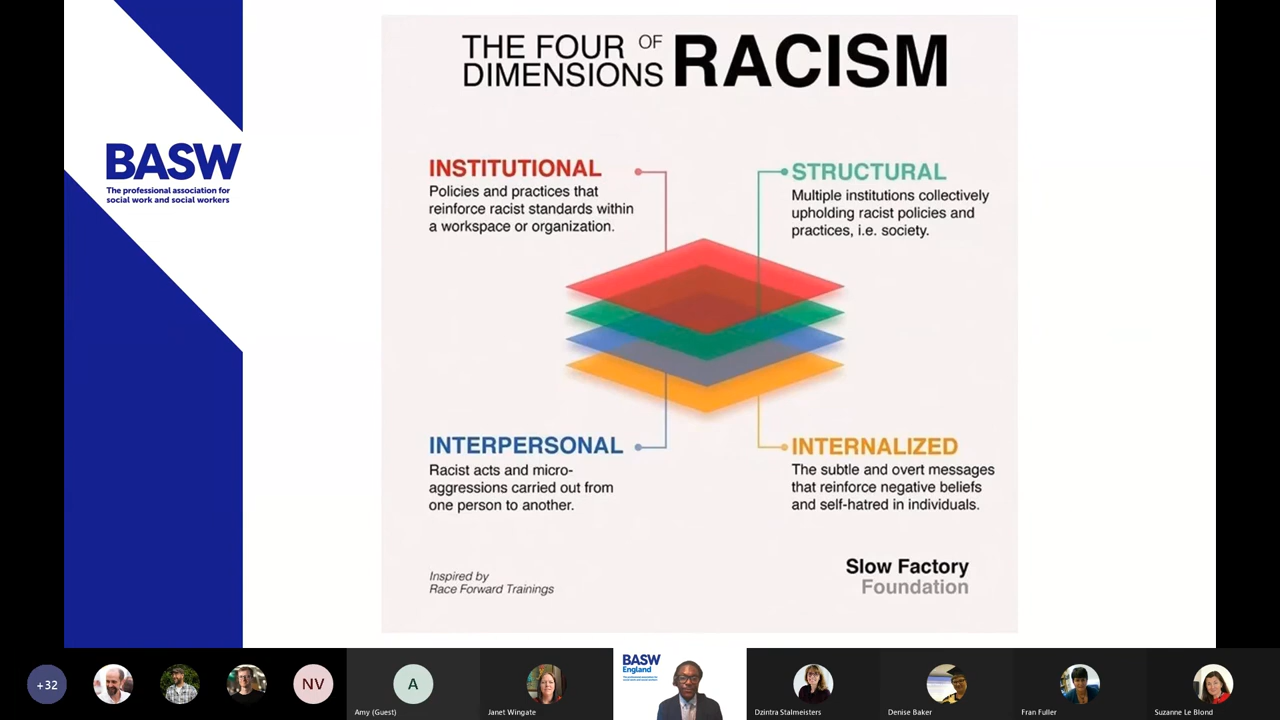 THE FOUR OF
DIMENSIONS RACISM
BASW
The professional association for
social work and social workers
INSTITUTIONAL
Policies and practices that
reinforce racist standards within
a workspace or organization.
STRUCTURAL
Multiple institutions collectively
upholding racist policies and
practices, i.e. society.
INTERPERSONAL
Racist acts and micro-
aggressions carried out from
one person to another.
INTERNALIZED
The subtle and overt messages
that reinforce negative beliefs
and self-hatred in individuals.
Inspired by
Race Forward Trainings
Slow Factory
Foundation
+32
NV
A
Amy (Guest)
Janet Wingate
BASW
England
Dzintra Stalmeisters
Denise Baker
Fran Fuller
Suzanne Le Blond